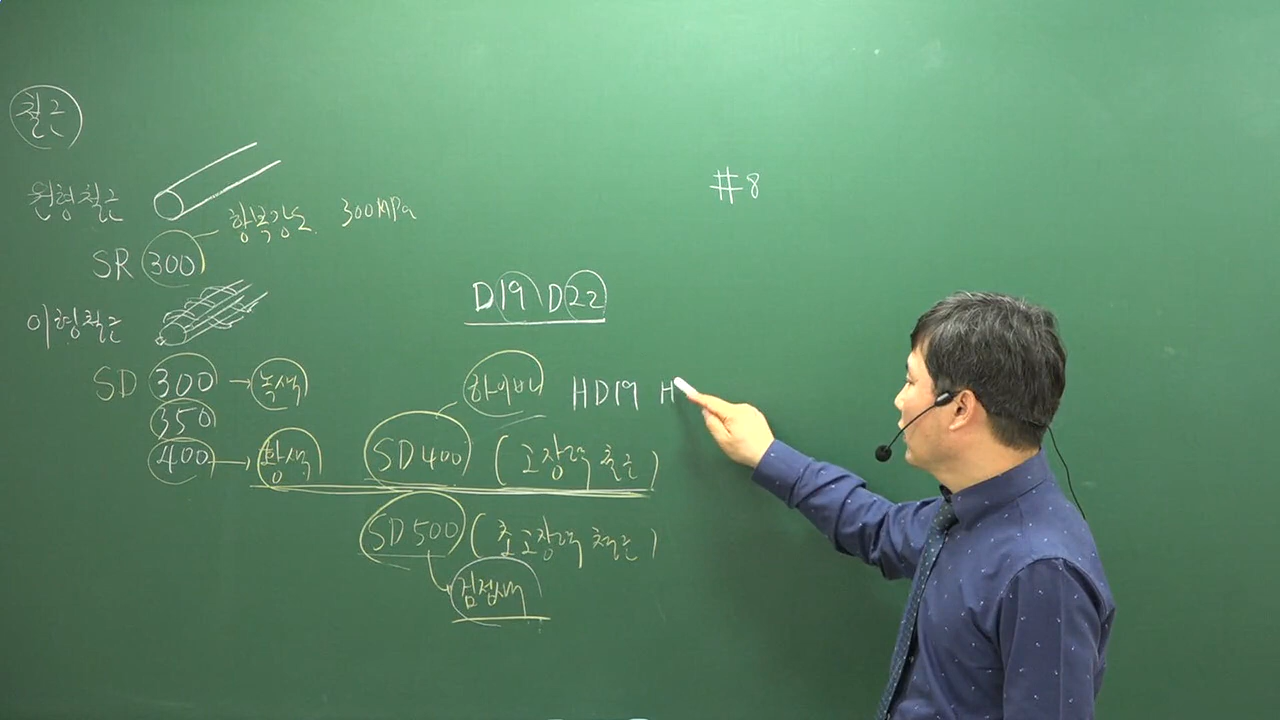 철근
#8
원형철근
항복강도 300MPa
SR 300
D19 D22
이형철근
SD 300 → 녹색
하이바 HD19 H
350
400 → 황색 SD400 (고장력 철근)
SD500 (초고장력 철근)
검정색